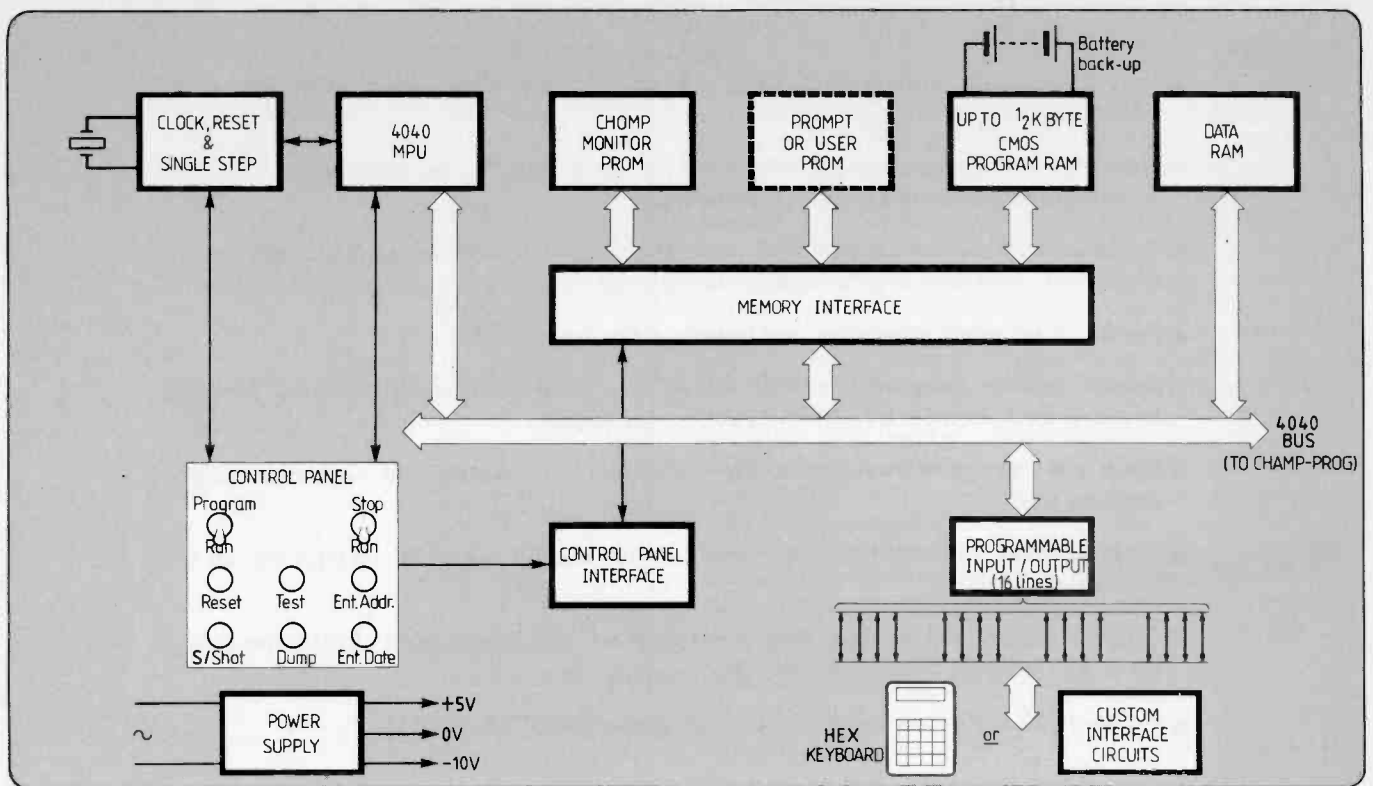 Battery
back-up
CLOCK, RESET
&
SINGLE STEP
4040
MPU
CHOMP
MONITOR
PROM
PROMPT
OR USER
PROM
UP TO ½K BYTE
CMOS
PROGRAM RAM
DATA
RAM
MEMORY INTERFACE
4040
BUS
(TO CHAMP-PROG)
CONTROL PANEL
Program
Stop
Run
Run
Reset
Test
Ent.Addr.
S/Shot
Dump
Ent.Date
CONTROL PANEL
INTERFACE
PROGRAMMABLE
INPUT / OUTPUT
(16 lines)
POWER
SUPPLY
+5V
0V
-10V
~
HEX
KEYBOARD
or
CUSTOM
INTERFACE
CIRCUITS